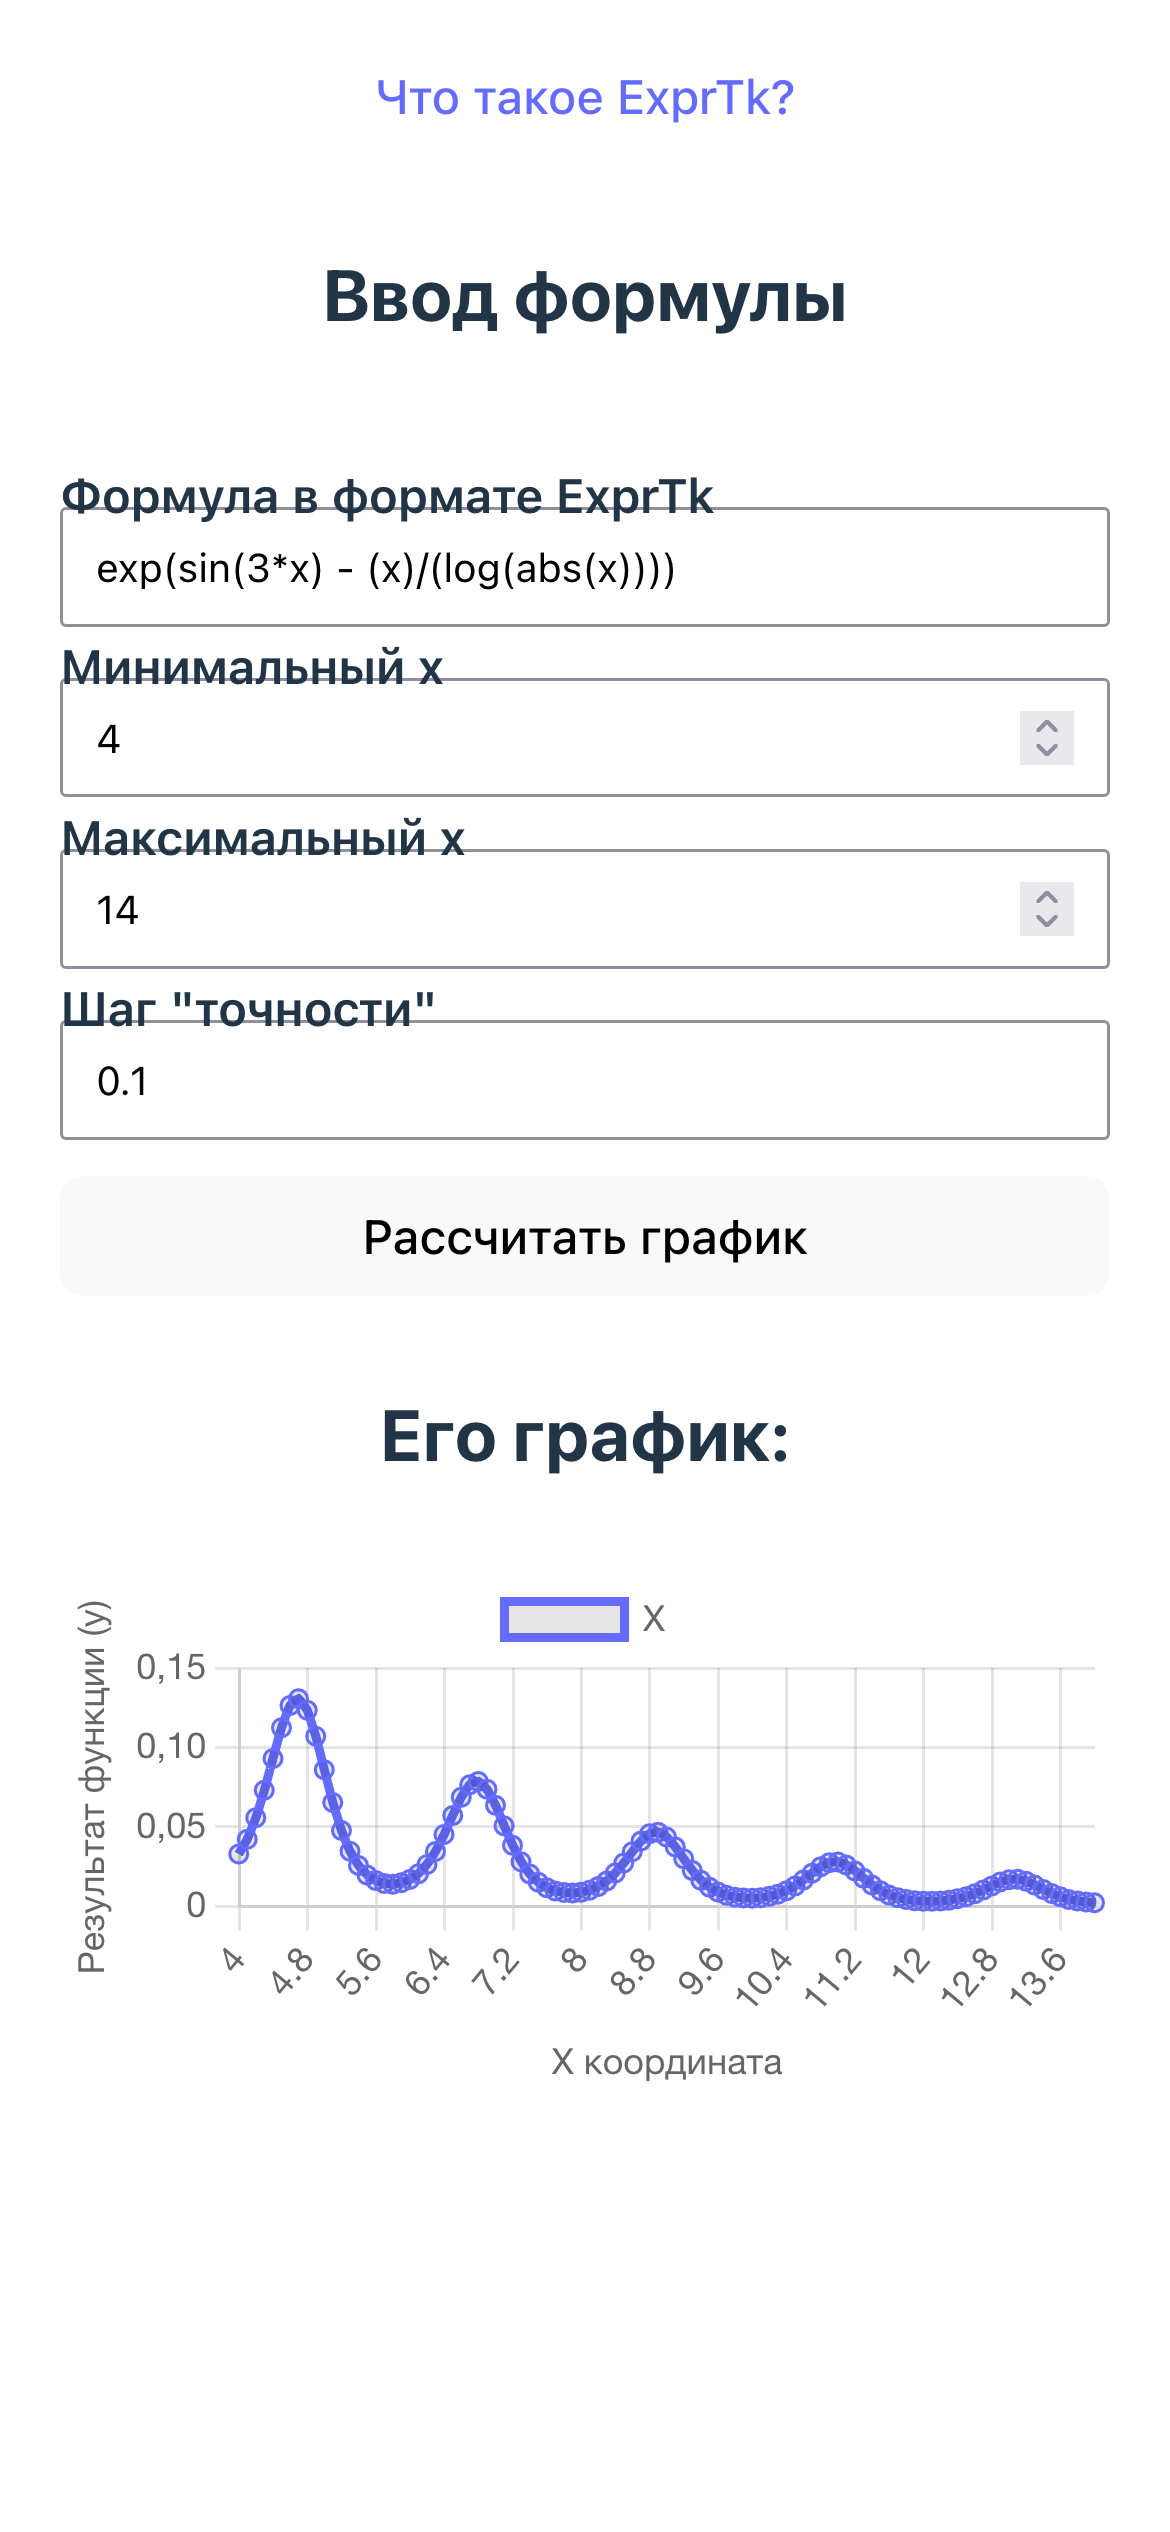 Что такое ExprTk?
Ввод формулы
Формула в формате ExprTk
exp(sin(3*x) - (x)/(log(abs(x))))
Минимальный x
4
Максимальный x
14
Шаг "точности"
0.1
Рассчитать график
Его график:
X
Результат функции (y)
0,15
0,10
0,05
0
4 4.8 5.6 6.4 7.2 8 8.8 9.6 10.4 11.2 12 12.8 13.6
X координата